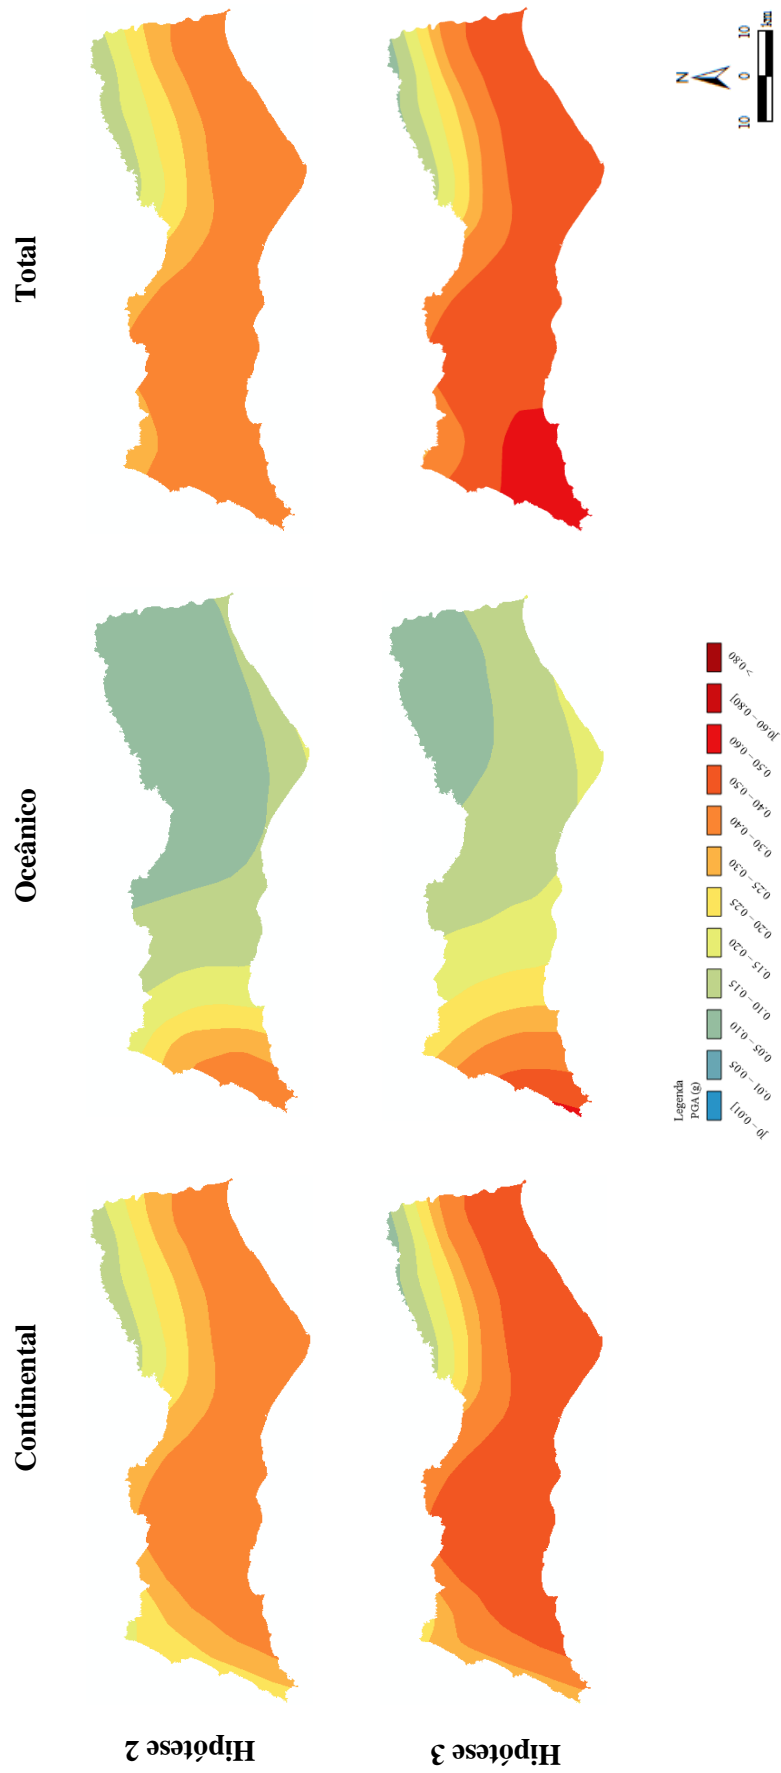 Continental
Oceânico
Total
Hipótese 2
Hipótese 3
Legenda
PGA (g)
]0 – 0.01]
0.01 – 0.05
0.05 – 0.10
0.10 – 0.15
0.15 – 0.20
0.20 – 0.25
0.25 – 0.30
0.30 – 0.40
0.40 – 0.50
0.50 – 0.60
]0.60 – 0.80]
> 0.80
N
10 0 10
km